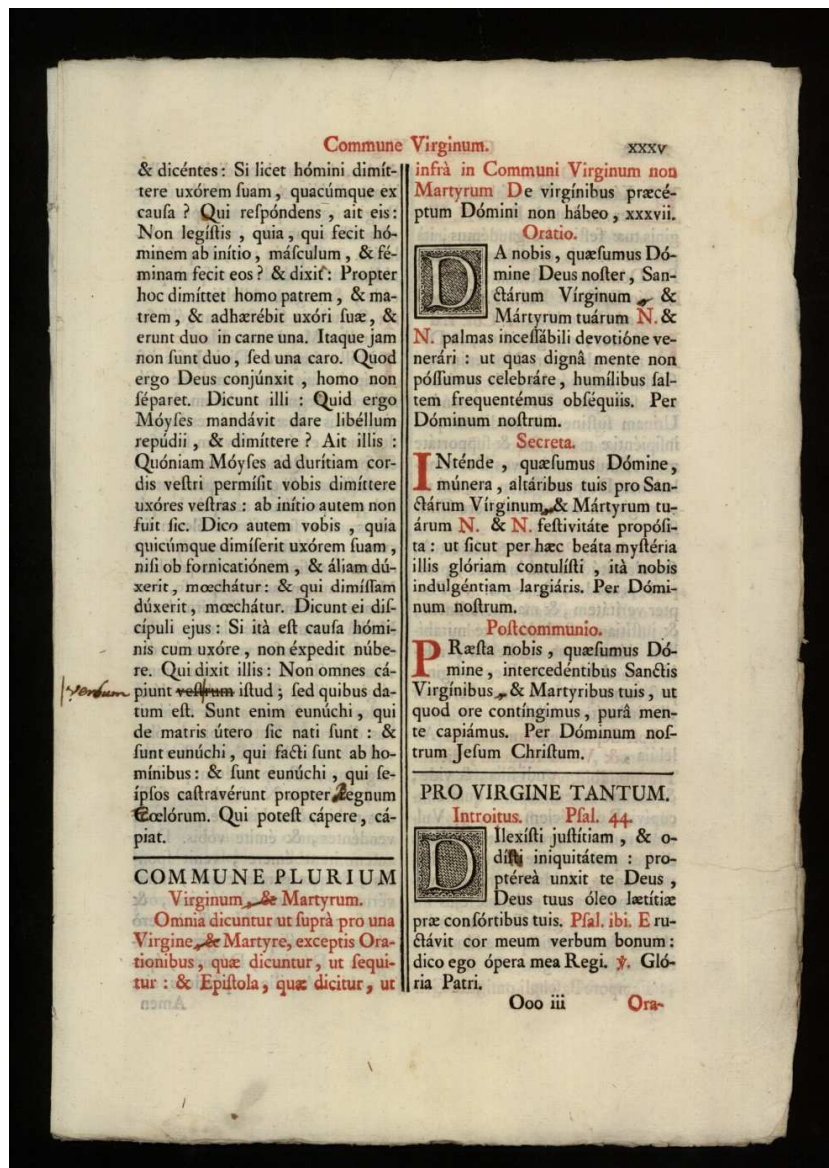 Commune Virginum. xxxv
& dicéntes: Si licet hómini dimít-
tere uxórem ſuam, quacúmque ex
cauſa? Qui reſpóndens, ait eis:
Non legíſtis, quia, qui fecit hó-
minem ab inítio, máſculum, & fé-
minam fecit eos? & dixit: Propter
hoc dimíttet homo patrem, & ma-
trem, & adhærébit uxóri ſuæ, &
erunt duo in carne una. Itaque jam
non ſunt duo, ſed una caro. Quod
ergo Deus conjúnxit, homo non
ſéparet. Dicunt illi: Quid ergo
Móyſes mandávit dare libéllum
repúdii, & dimíttere? Ait illis:
Quóniam Móyſes ad durítiam cor-
dis veſtri permíſit vobis dimíttere
uxóres veſtras: ab inítio autem non
fuit ſic. Dico autem vobis, quia
quicúmque dimíſerit uxórem ſuam,
niſi ob fornicatiónem, & áliam dú-
xerit, mœchátur: & qui dimíſſam
dúxerit, mœchátur. Dicunt ei diſ-
cípuli ejus: Si ità eſt cauſa hómi-
nis cum uxóre, non éxpedit núbe-
re. Qui dixit illis: Non omnes cá-
verbum
piunt veſtrum iſtud; ſed quibus da-
tum eſt. Sunt enim eunúchi, qui
de matris útero ſic nati ſunt: &
ſunt eunúchi, qui facti ſunt ab ho-
mínibus: & ſunt eunúchi, qui ſe-
ípſos caſtravérunt propter Regnum
Cœlórum. Qui poteſt cápere, cá-
piat.
COMMUNE PLURIUM
Virginum, & Martyrum.
Omnia dicuntur ut ſuprà pro una
Virgine, & Martyre, exceptis Ora-
tionibus, quæ dicuntur, ut ſequi-
tur: & Epiſtola, quæ dicitur, ut
infrà in Communi Virginum non
Martyrum De virgínibus præcé-
ptum Dómini non hábeo, xxxvii.
Oratio.
DA nobis, quæſumus Dó-
mine Deus noſter, San-
ctárum Vírginum, &
Mártyrum tuárum N. &
N. palmas inceſſábili devotióne ve-
nerári: ut quas dignâ mente non
póſſumus celebráre, humílibus ſal-
tem frequentémus obſéquiis. Per
Dóminum noſtrum.
Secreta.
INténde, quæſumus Dómine,
múnera, altáribus tuis pro San-
ctárum Vírginum, & Mártyrum tu-
árum N. & N. feſtivitáte propóſi-
ta: ut ſicut per hæc beáta myſtéria
illis glóriam contulíſti, ità nobis
indulgéntiam largiáris. Per Dómi-
num noſtrum.
Poſtcommunio.
PRæſta nobis, quæſumus Dó-
mine, intercedéntibus Sanctis
Virgínibus, & Martyribus tuis, ut
quod ore contíngimus, purâ men-
te capiámus. Per Dóminum noſ-
trum Jeſum Chriſtum.
PRO VIRGINE TANTUM.
Introitus. Pſal. 44.
DIlexíſti juſtítiam, & o-
díſti iniquitátem: pro-
ptéreà unxit te Deus,
Deus tuus óleo lætítiæ
præ conſórtibus tuis. Pſal. ibi. E ru-
ctávit cor meum verbum bonum:
dico ego ópera mea Regi. ℣. Gló-
ria Patri.
Ooo iii Ora-